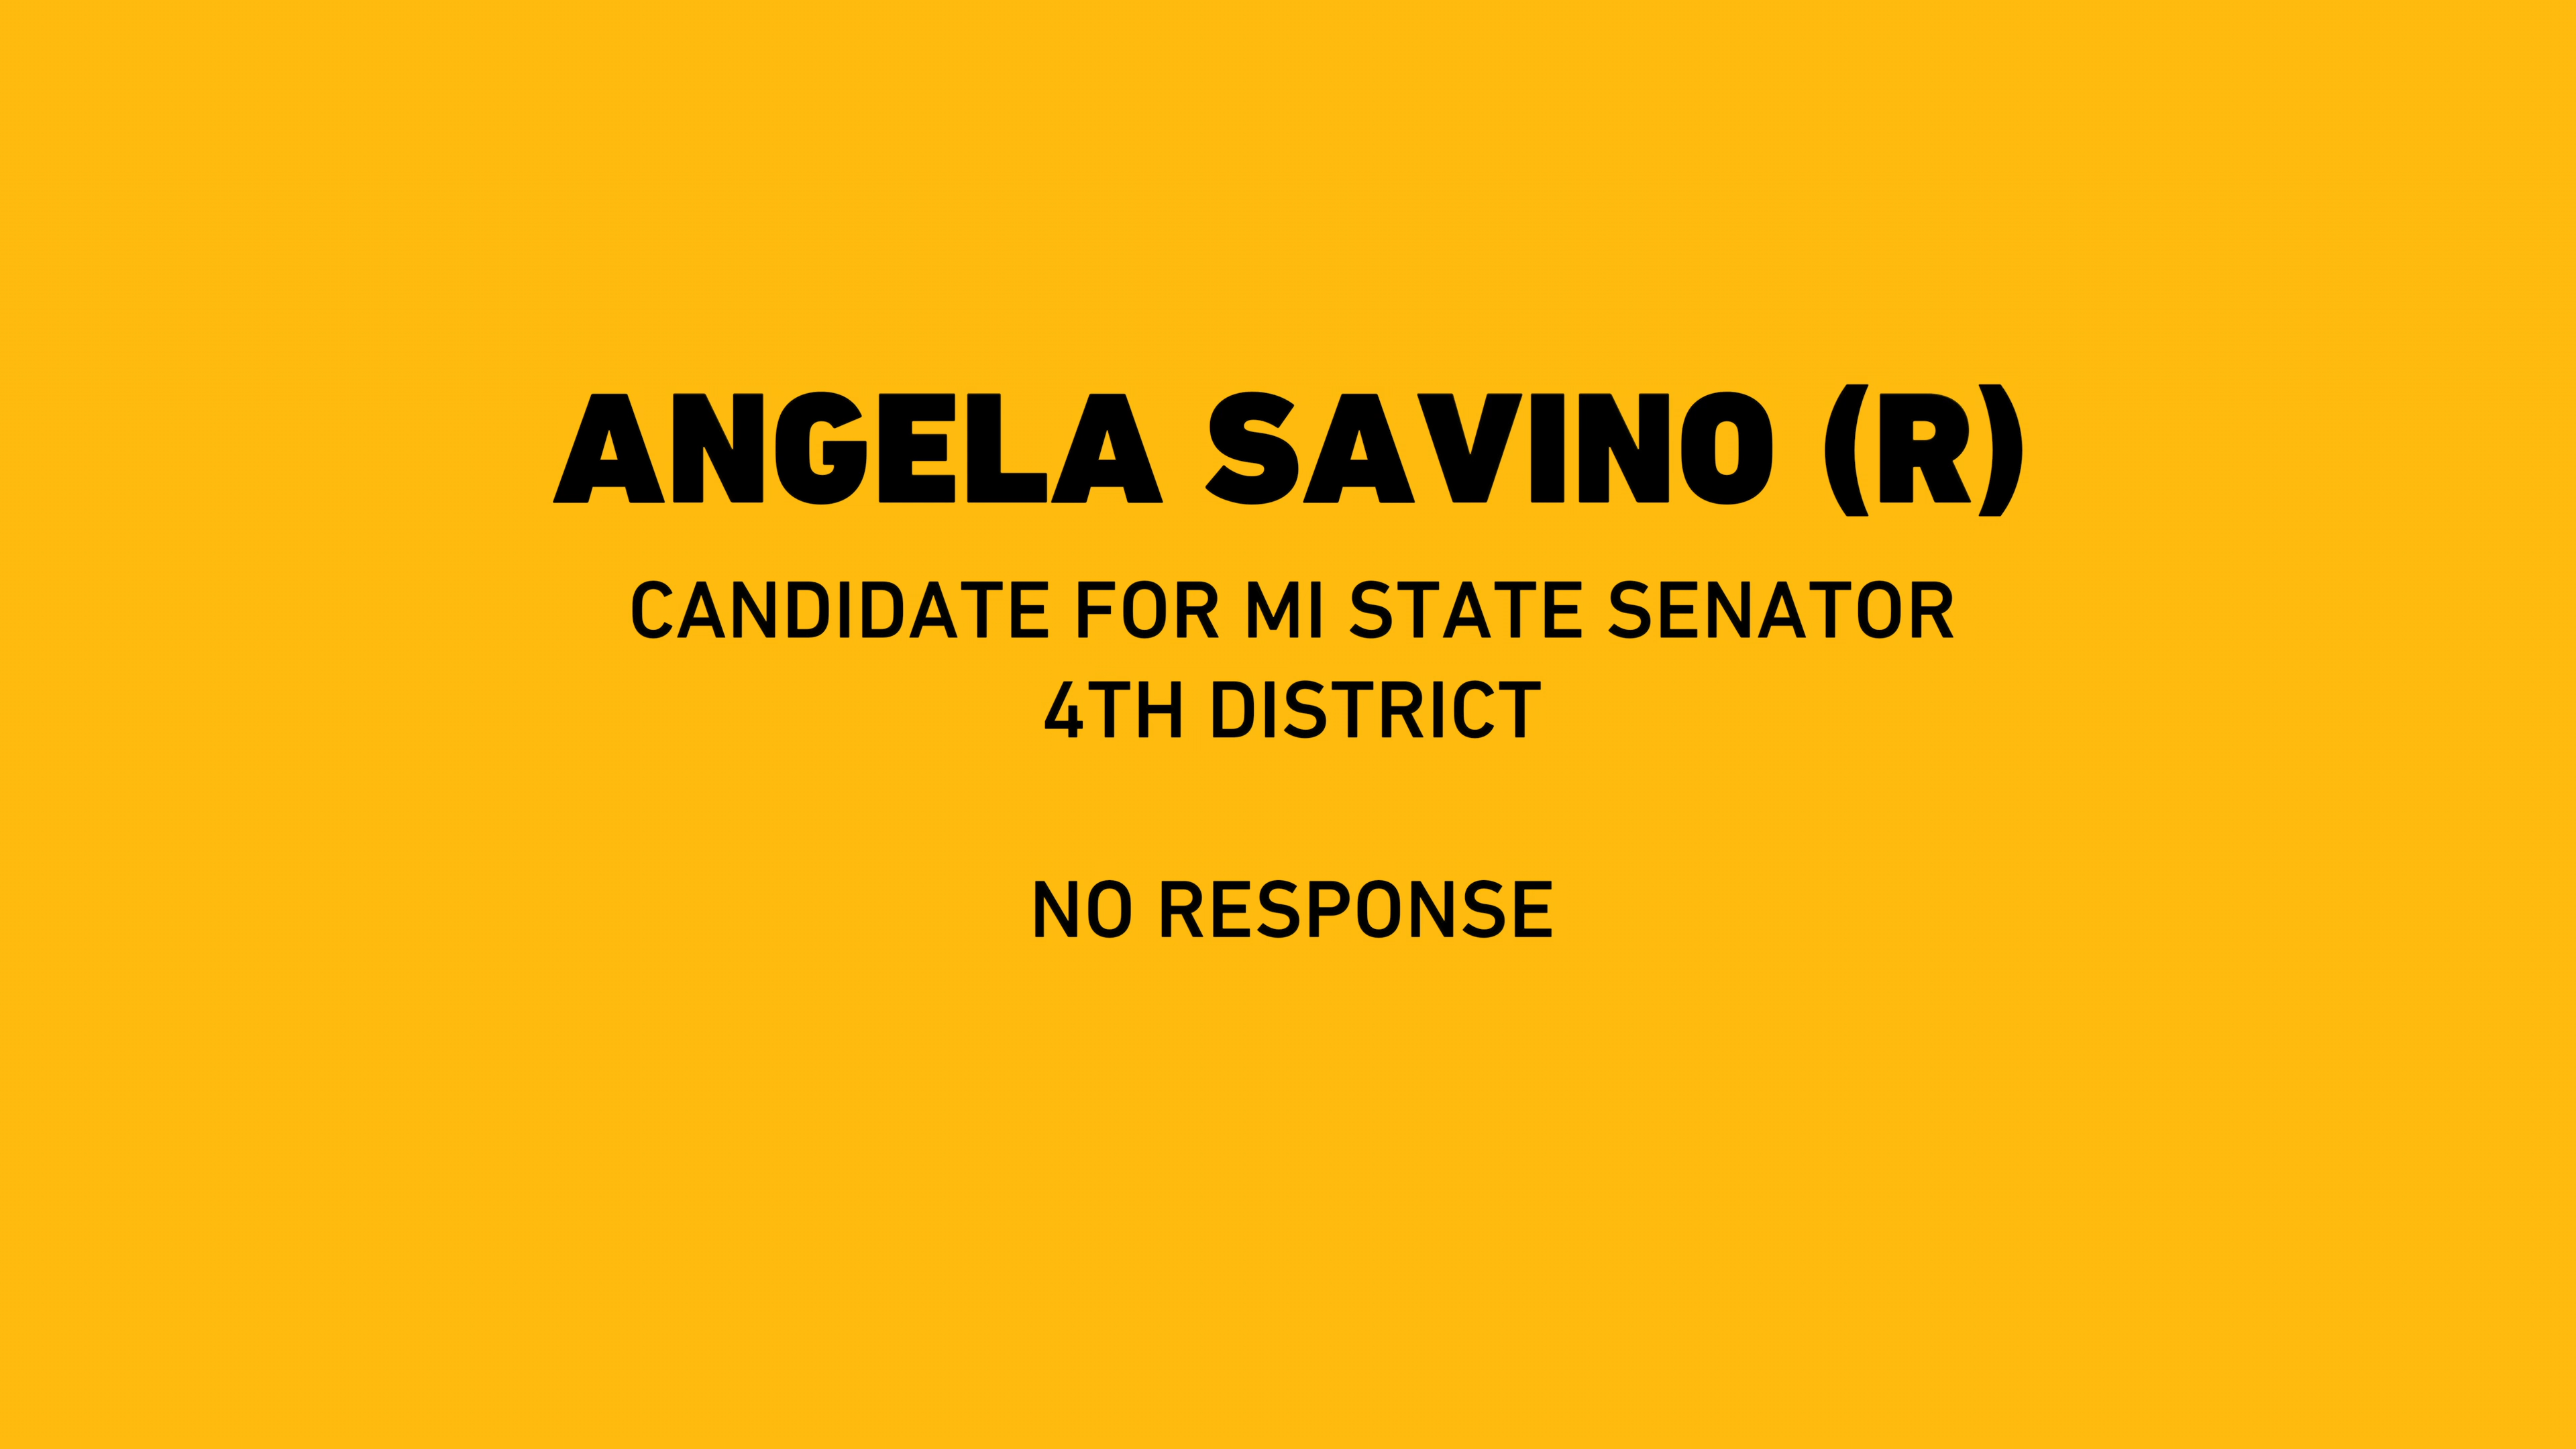 ANGELA SAVINO (R)
CANDIDATE FOR MI STATE SENATOR
4TH DISTRICT
NO RESPONSE